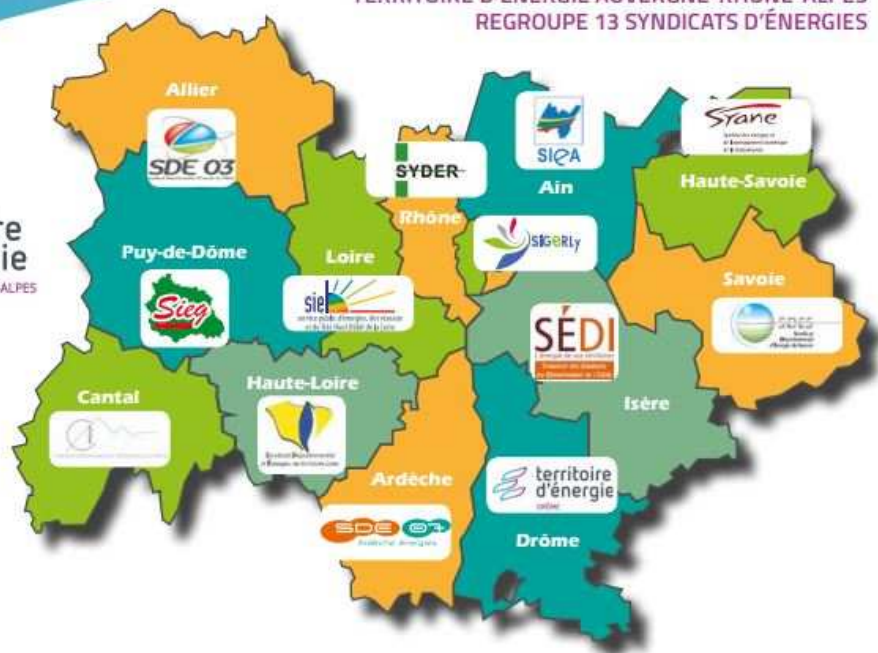 TERRITOIRE D'ÉNERGIE AUVERGNE-RHÔNE-ALPES
REGROUPE 13 SYNDICATS D'ÉNERGIES
Allier
SDE 03
SYDER
SIEA
Ain
Syane
Haute-Savoie
Rhône
SIGERLy
re
ie
ALPES
Puy-de-Dôme
Sieg
Loire
siel
Savoie
SDES
SÉDI
Cantal
Haute-Loire
Isère
Ardèche
SDE 07
territoire
d'énergie
DRÔME
Drôme